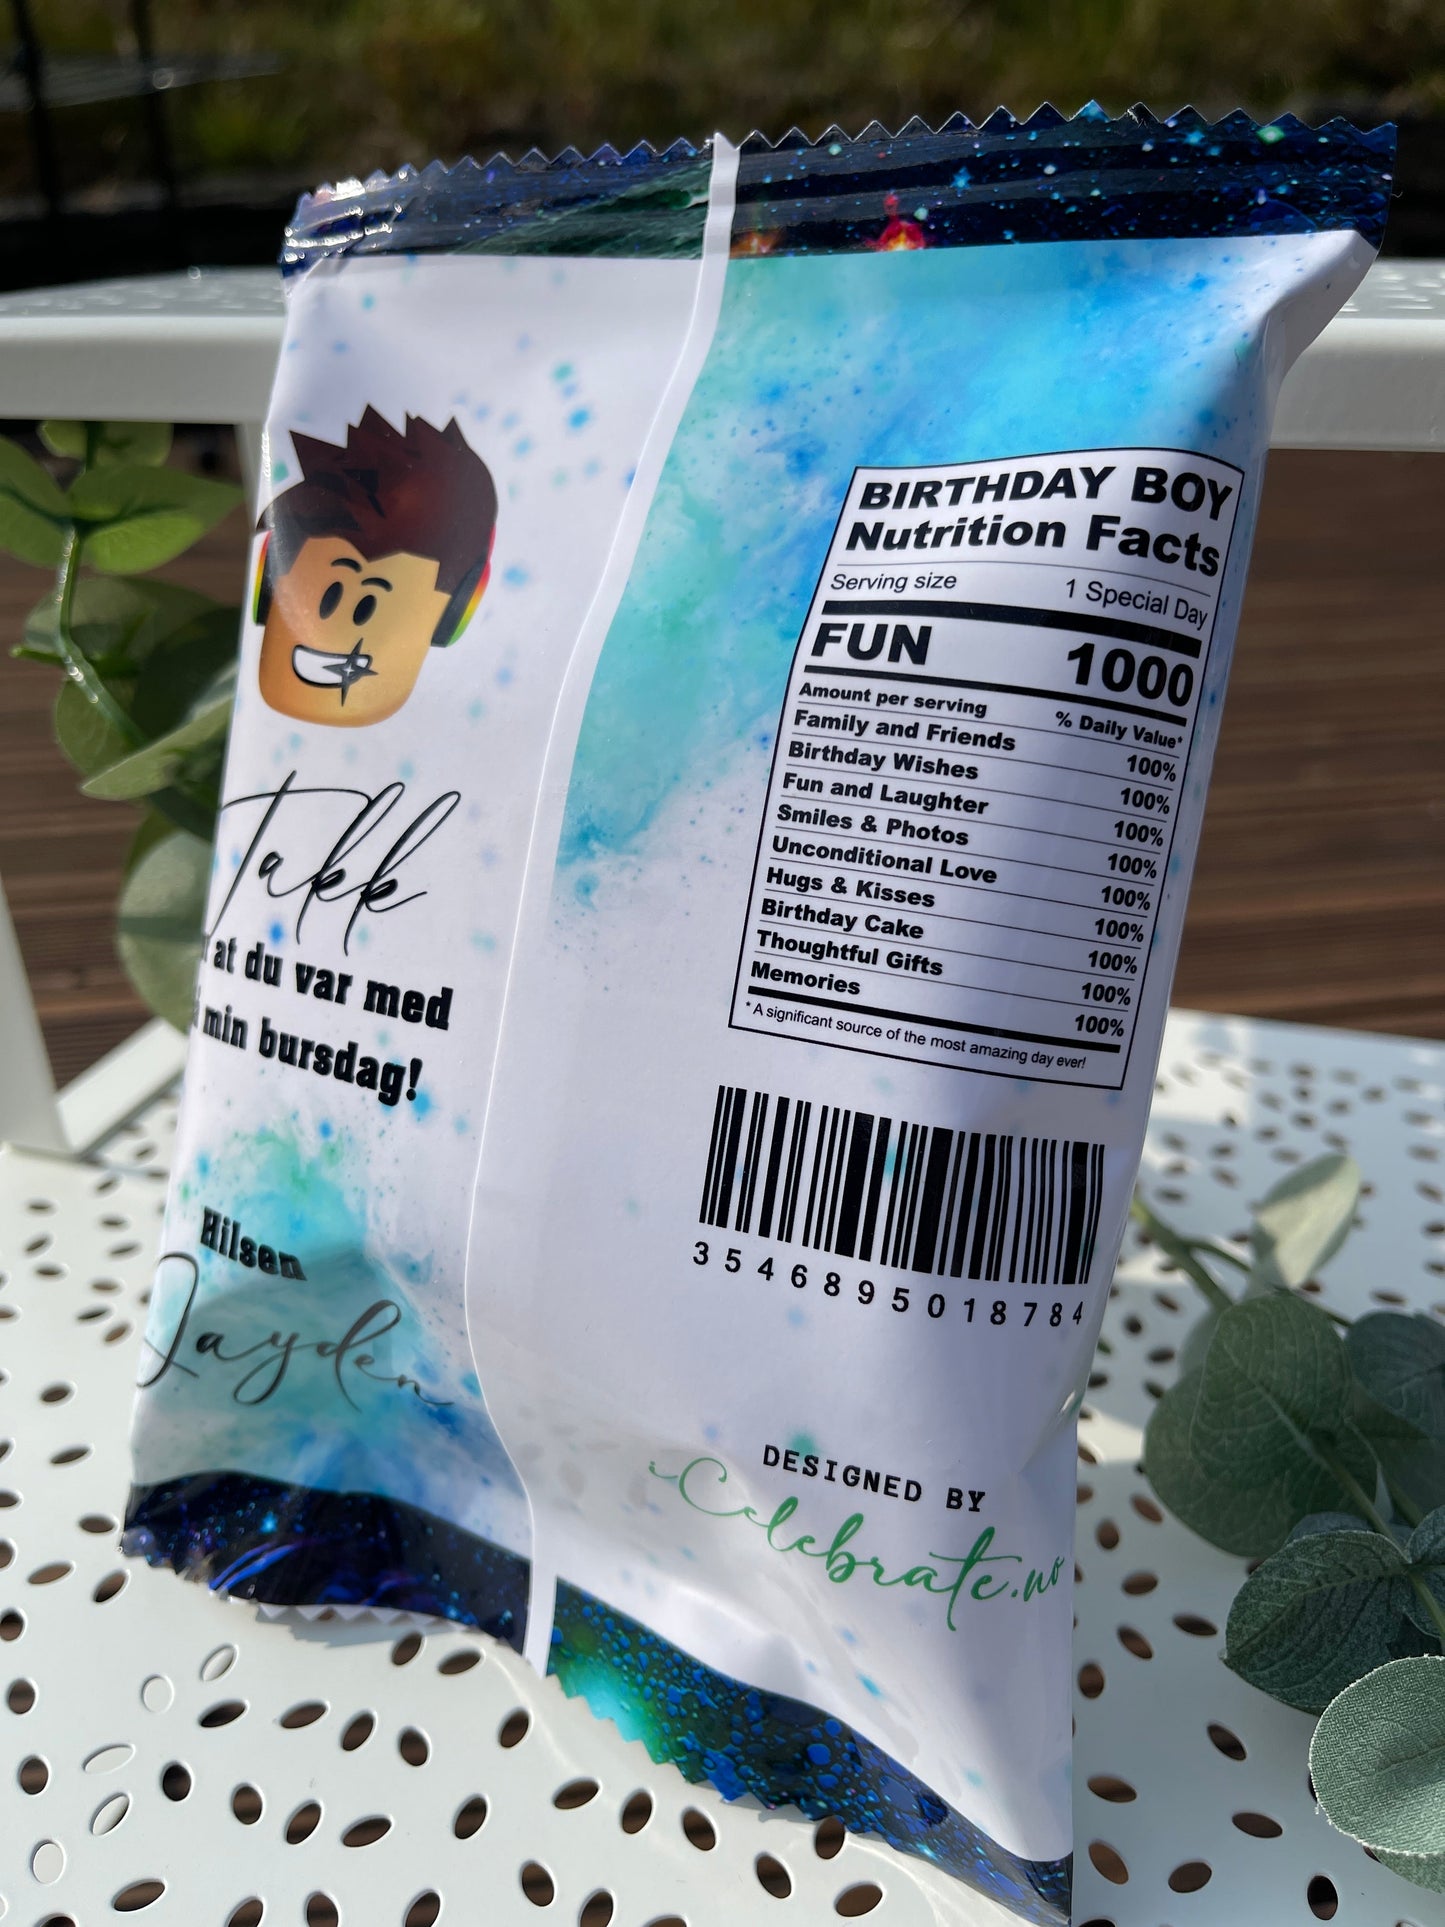 Takk
at du var med
min bursdag!
Hilsen
Jayden
BIRTHDAY BOY
Nutrition Facts
Serving size 1 Special Day
FUN 1000
Amount per serving % Daily Value*
Family and Friends 100%
Birthday Wishes 100%
Fun and Laughter 100%
Smiles & Photos 100%
Unconditional Love 100%
Hugs & Kisses 100%
Birthday Cake 100%
Thoughtful Gifts 100%
Memories 100%
* A significant source of the most amazing day ever!
3546895018784
DESIGNED BY
iCelebrate.no